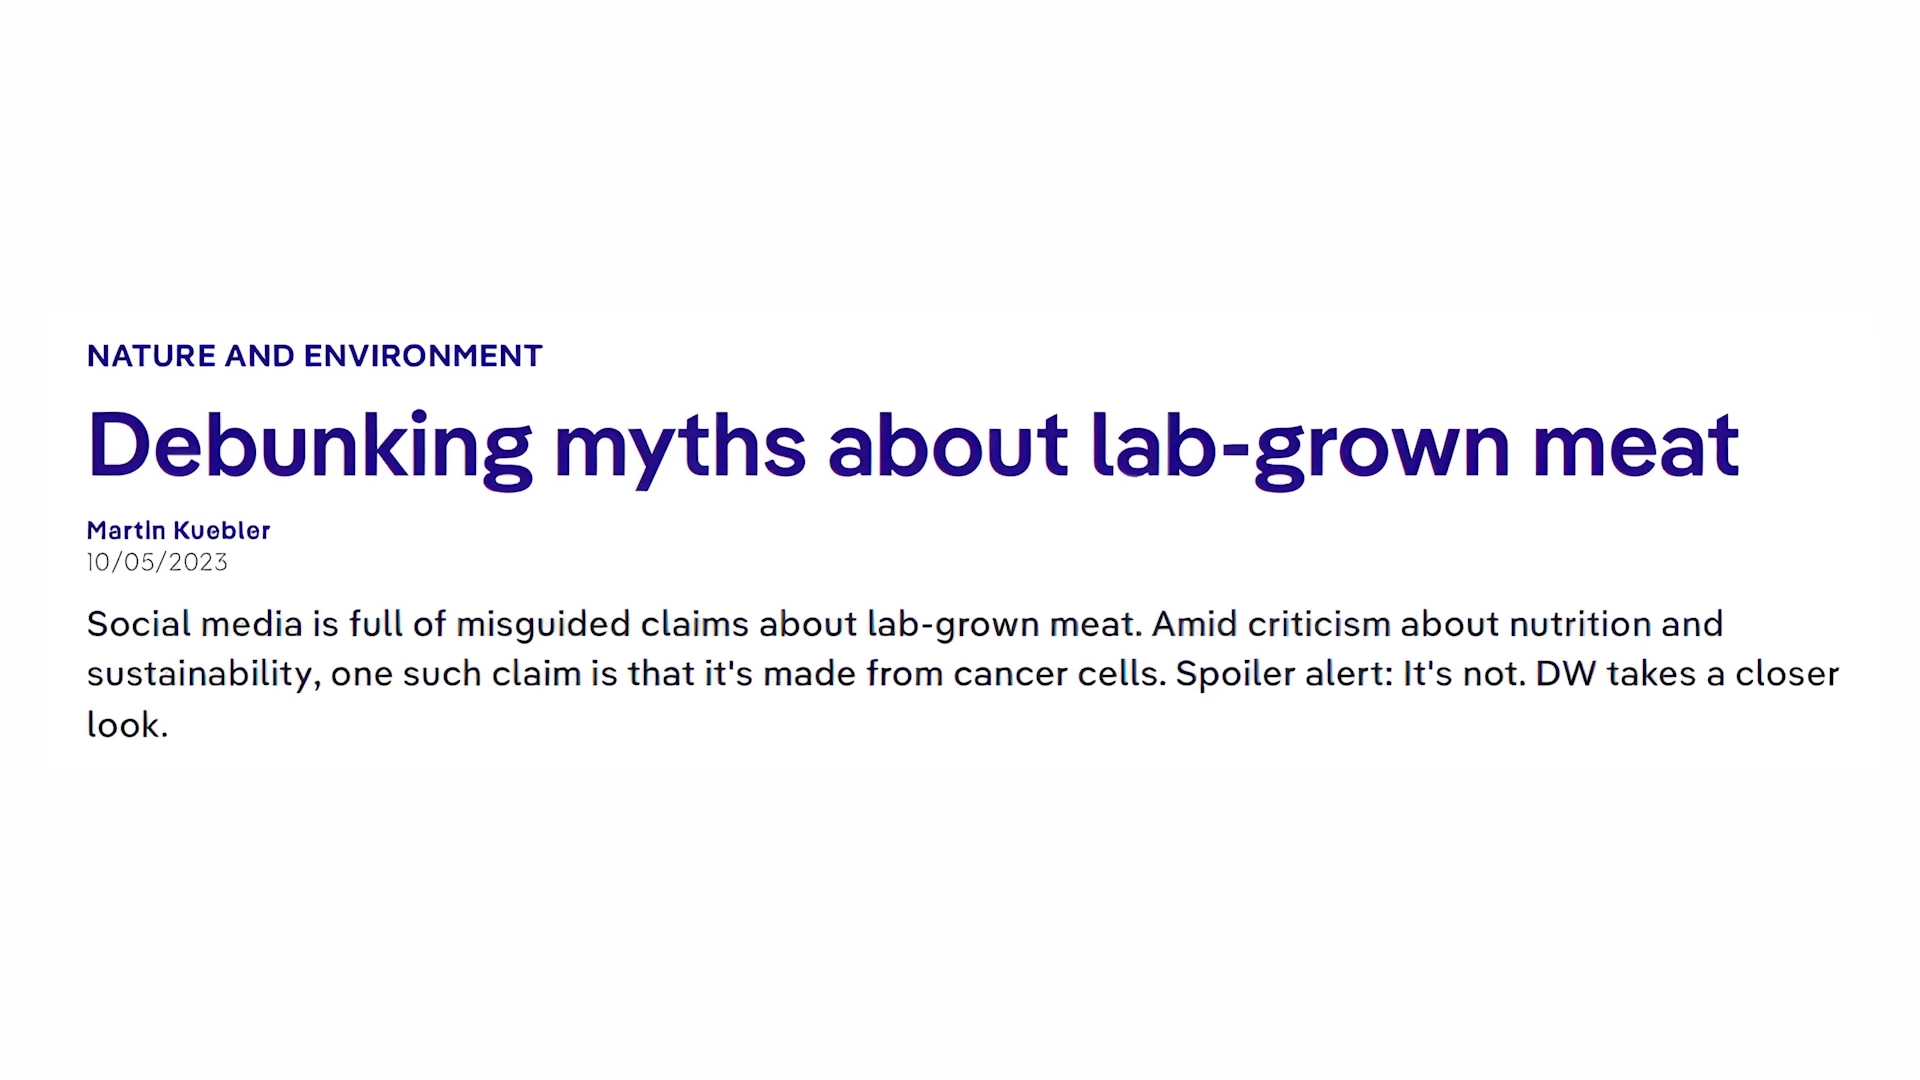 NATURE AND ENVIRONMENT
Debunking myths about lab-grown meat
Martin Kuebler
10/05/2023
Social media is full of misguided claims about lab-grown meat. Amid criticism about nutrition and
sustainability, one such claim is that it's made from cancer cells. Spoiler alert: It's not. DW takes a closer
look.